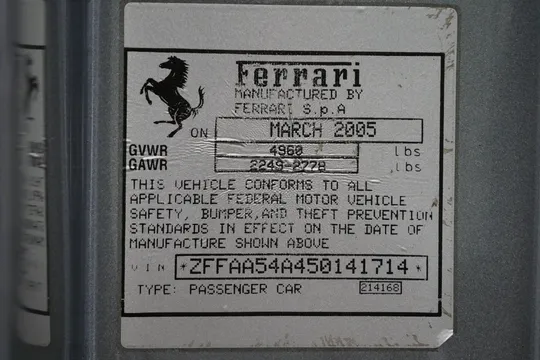 Ferrari
MANUFACTURED BY
FERRARI S.p.A
ON MARCH 2005
GVWR 4960 lbs
GAWR 2249-2778 lbs
THIS VEHICLE CONFORMS TO ALL
APPLICABLE FEDERAL MOTOR VEHICLE
SAFETY, BUMPER,AND THEFT PREVENTION
STANDARDS IN EFFECT ON THE DATE OF
MANUFACTURE SHOWN ABOVE
VIN *ZFFAA54A450141714*
TYPE: PASSENGER CAR 214168